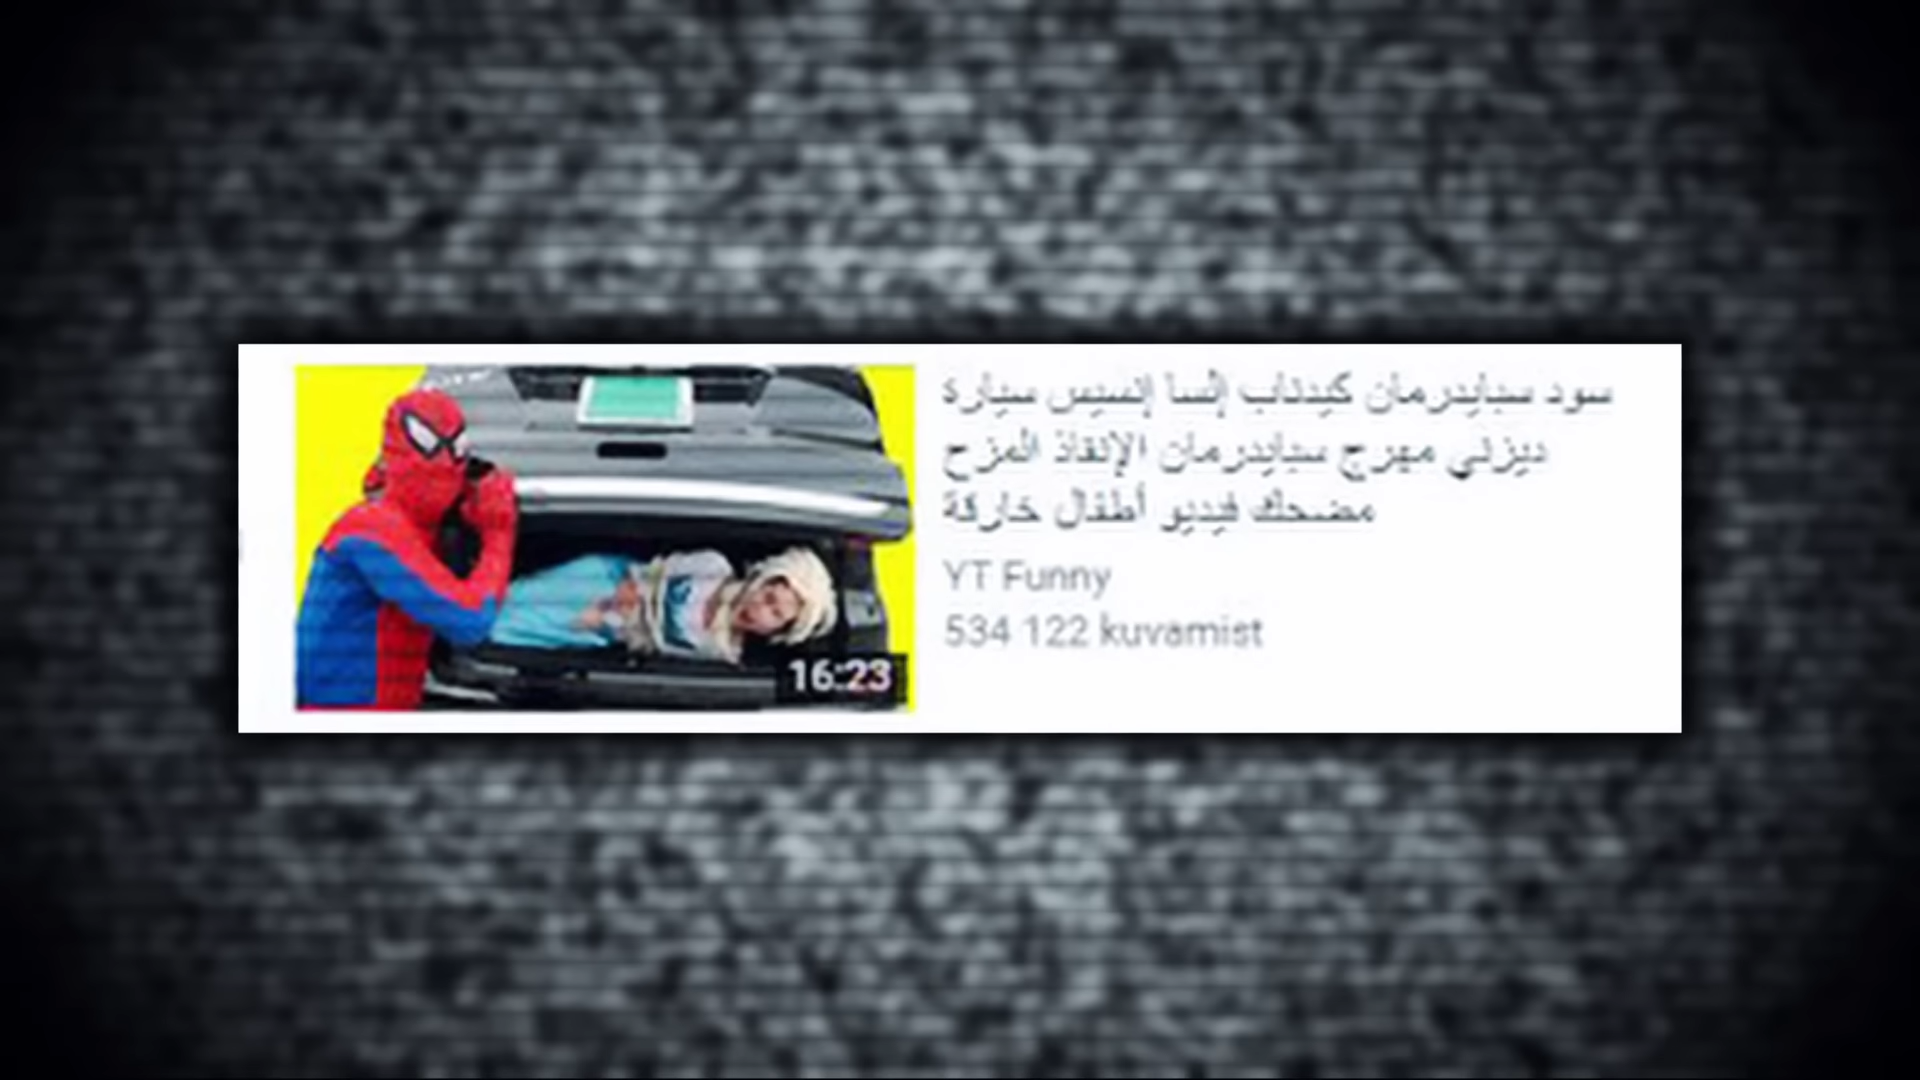 سود سبايدرمان كيدناب إلسا إنسيس سيارة
ديزني مهرج سبايدرمان الإنقاذ المزح
مضحك فيديو أطفال خارقة
YT Funny
534 122 kuvamist
16:23